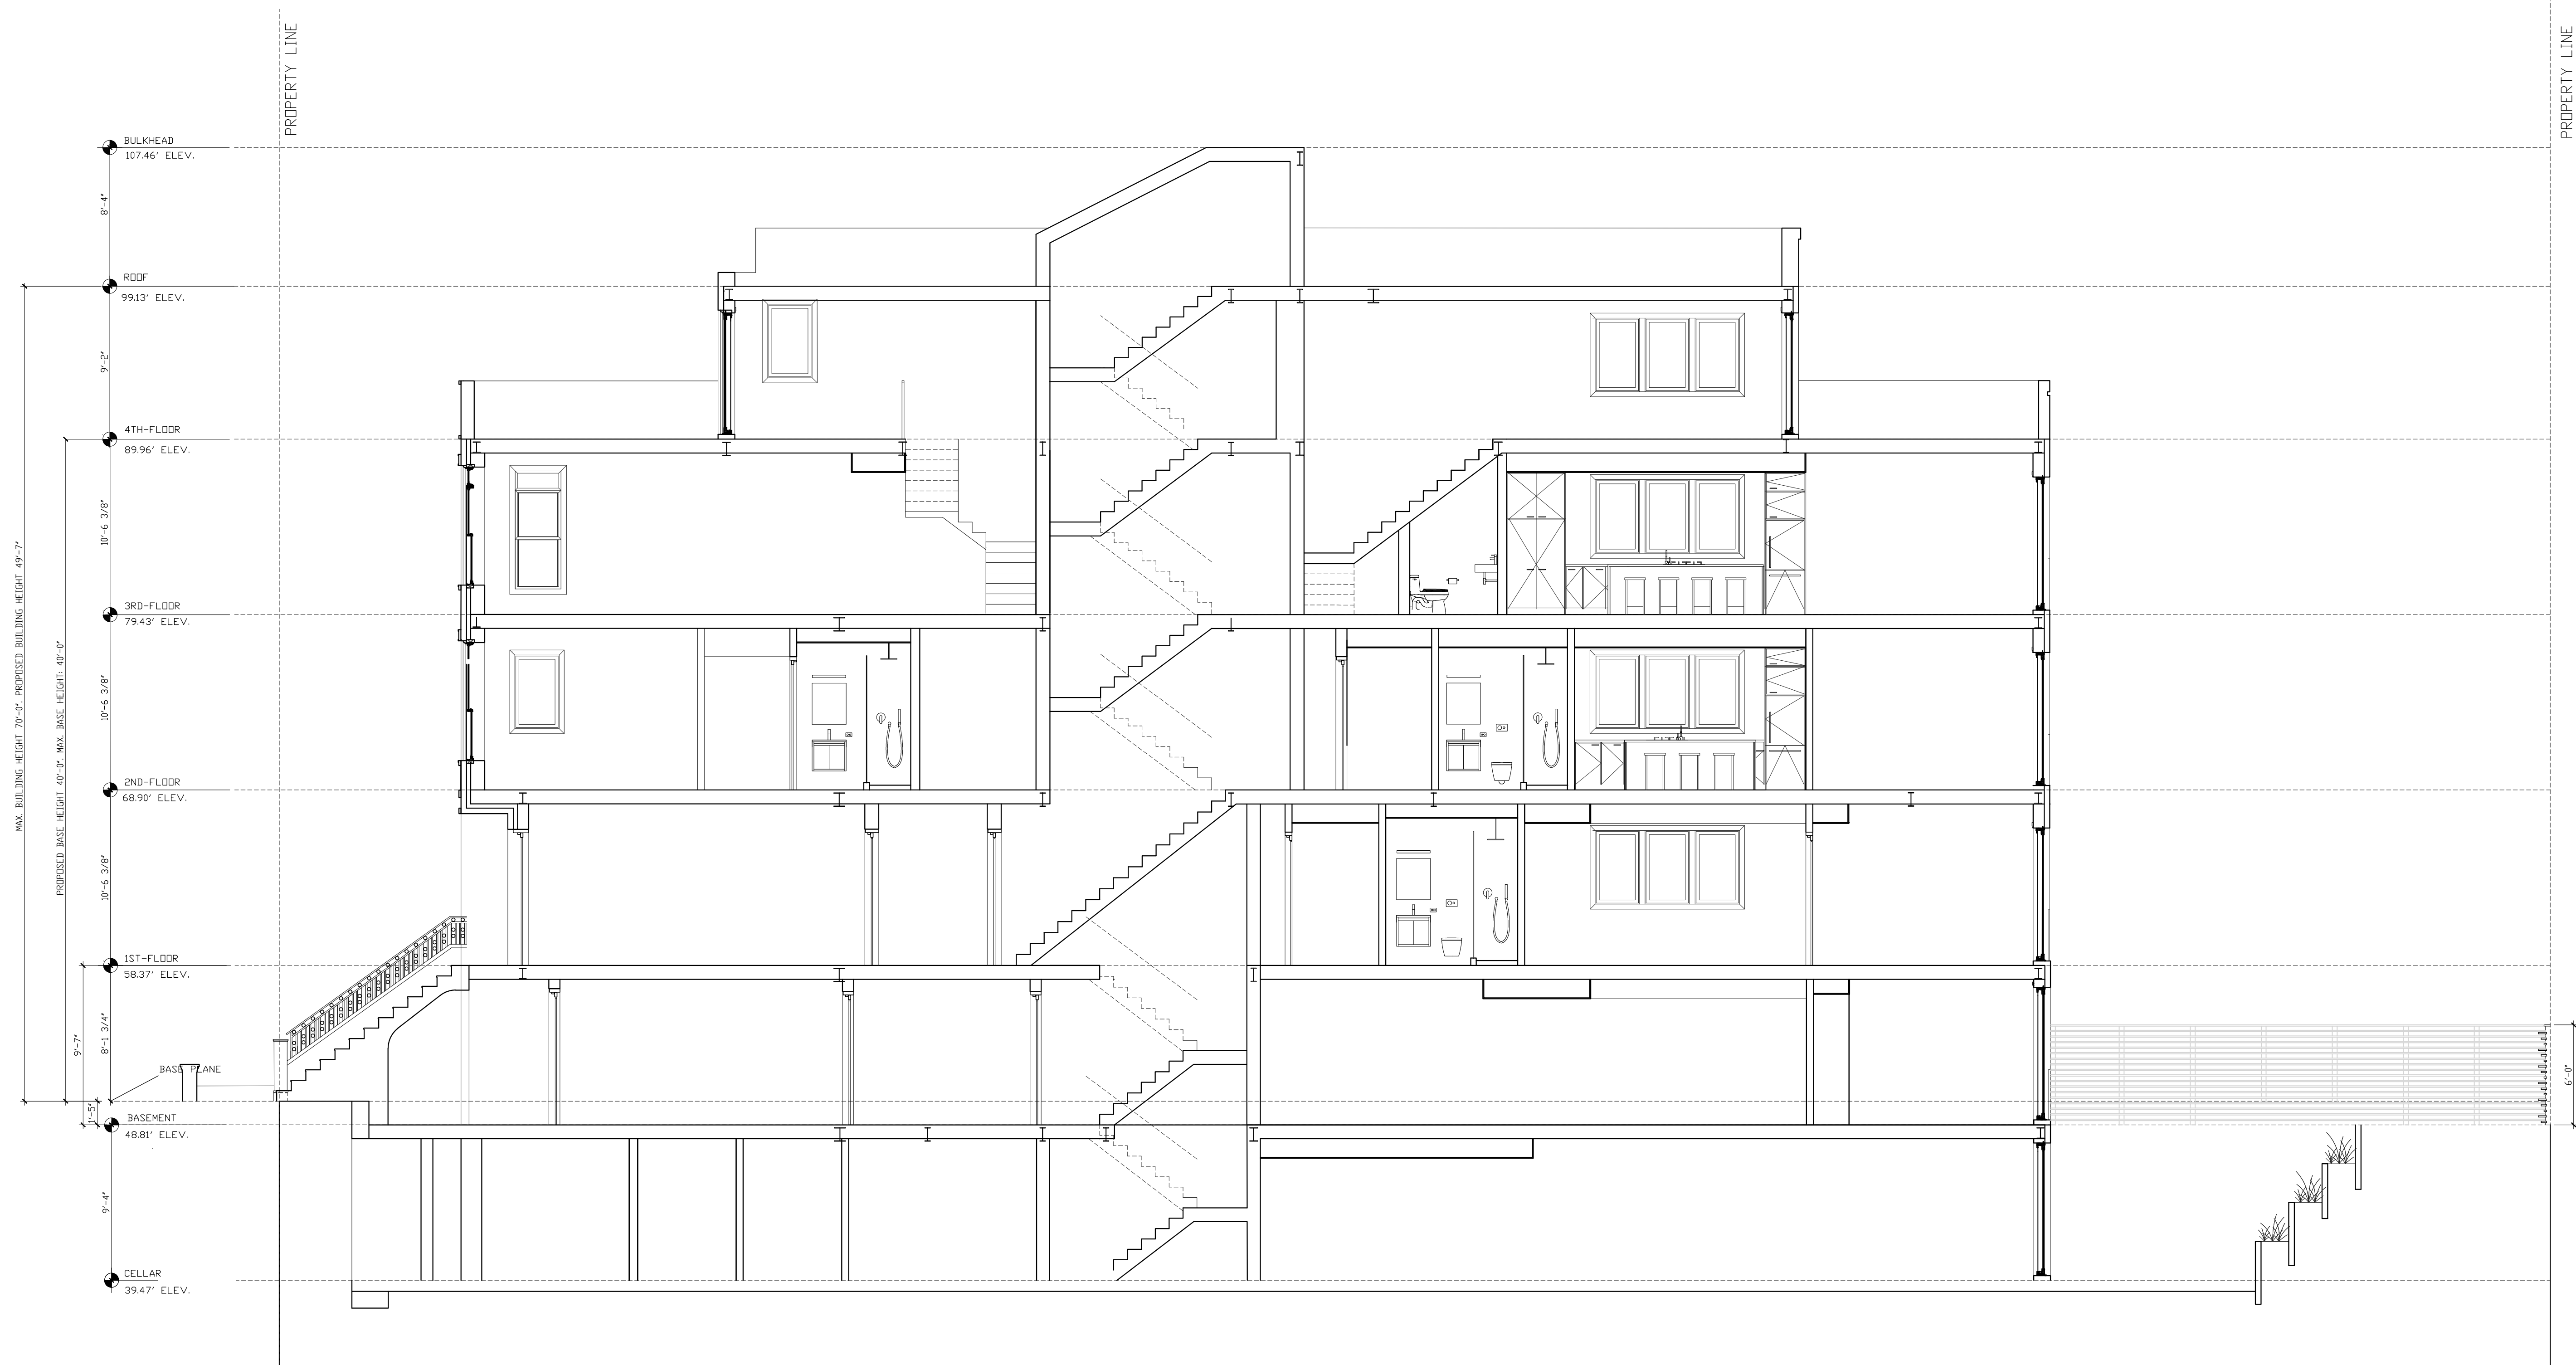 PROPERTY LINE
PROPERTY LINE
BULKHEAD
107.46' ELEV.
8'-4"
ROOF
99.13' ELEV.
9'-2"
4TH-FLOOR
89.96' ELEV.
10'-6 3/8"
3RD-FLOOR
79.43' ELEV.
10'-6 3/8"
2ND-FLOOR
68.90' ELEV.
10'-6 3/8"
1ST-FLOOR
58.37' ELEV.
8'-1 3/4"
9'-7"
BASE PLANE
1'-5"
BASEMENT
48.81' ELEV.
9'-4"
CELLAR
39.47' ELEV.
MAX. BUILDING HEIGHT 70'-0". PROPOSED BUILDING HEIGHT 49'-7"
PROPOSED BASE HEIGHT 40'-0". MAX. BASE HEIGHT: 40'-0"
6'-0"